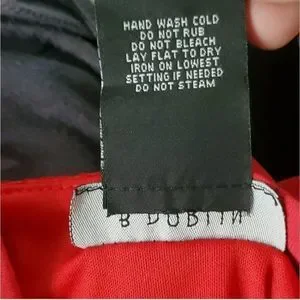 HAND WASH COLD
DO NOT RUB
DO NOT BLEACH
LAY FLAT TO DRY
IRON ON LOWEST
SETTING IF NEEDED
DO NOT STEAM